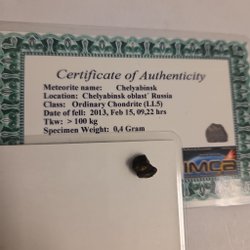 Certificate of Authenticity
Meteorite name: Chelyabinsk
Location: Chelyabinsk oblast' Russia
Class: Ordinary Chondrite (LL5)
Date of fell: 2013, Feb 15, 09,22 hrs
Tkw: > 100 kg
Specimen Weight: 0,4 Gram
IMCA